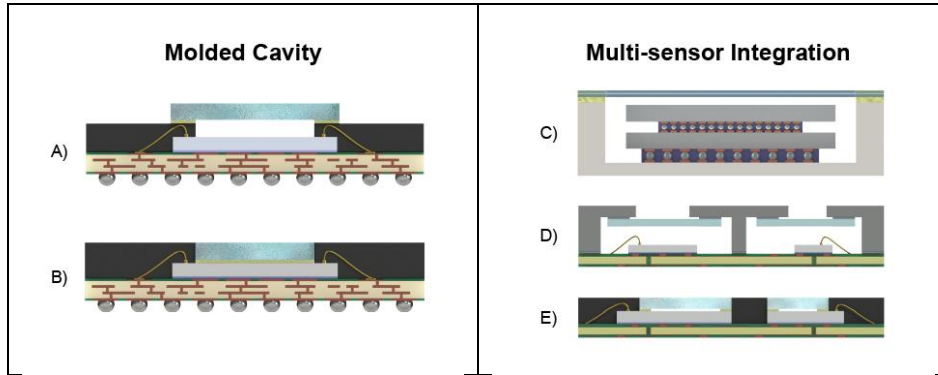 Molded Cavity
A)
B)
Multi-sensor Integration
C)
D)
E)